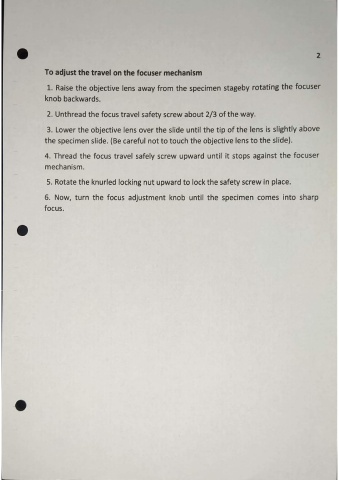 2
To adjust the travel on the focuser mechanism
1. Raise the objective lens away from the specimen stageby rotating the focuser
knob backwards.
2. Unthread the focus travel safety screw about 2/3 of the way.
3. Lower the objective lens over the slide until the tip of the lens is slightly above
the specimen slide. (Be careful not to touch the objective lens to the slide).
4. Thread the focus travel safely screw upward until it stops against the focuser
mechanism.
5. Rotate the knurled locking nut upward to lock the safety screw in place.
6. Now, turn the focus adjustment knob until the specimen comes into sharp
focus.